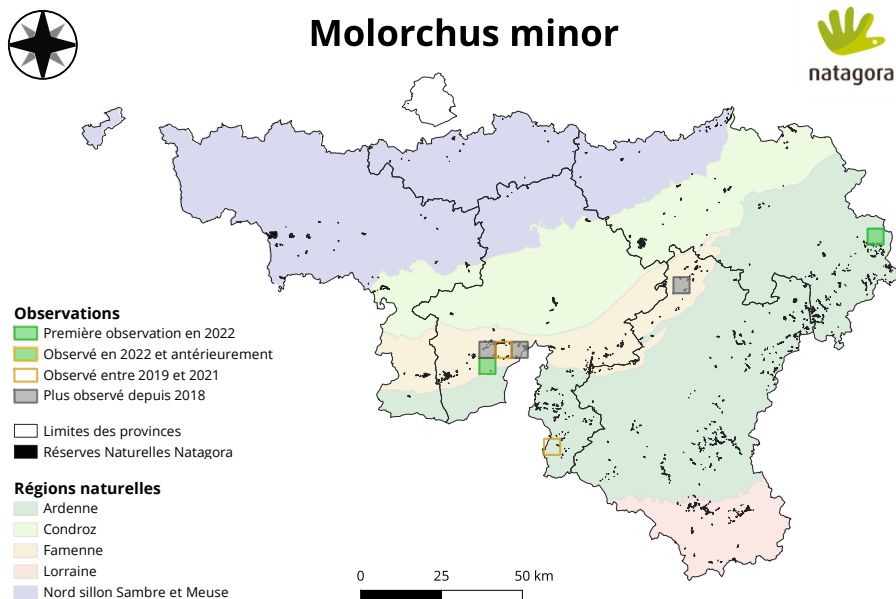 Molorchus minor
natagora
Observations
Première observation en 2022
Observé en 2022 et antérieurement
Observé entre 2019 et 2021
Plus observé depuis 2018
Limites des provinces
Réserves Naturelles Natagora
Régions naturelles
Ardenne
Condroz
Famenne
Lorraine
Nord sillon Sambre et Meuse
0 25 50 km